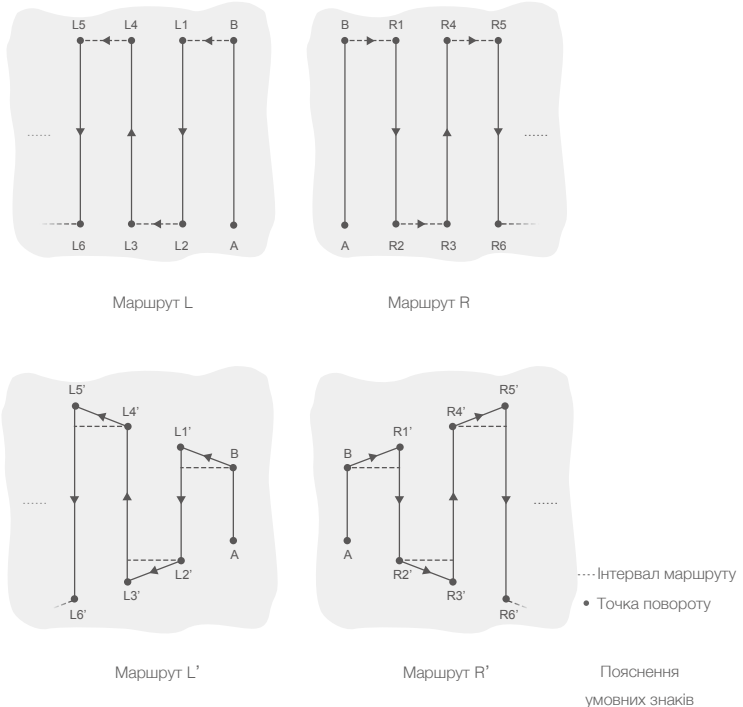 L5 L4 L1 B
L6 L3 L2 A
Маршрут L
B R1 R4 R5
A R2 R3 R6
Маршрут R
L5’
L4’
L1’
B
A
L2’
L3’
L6’
Маршрут L’
R5’
R4’
R1’
B
A
R2’
R3’
R6’
Маршрут R’
Інтервал маршруту
Точка повороту
Пояснення
умовних знаків